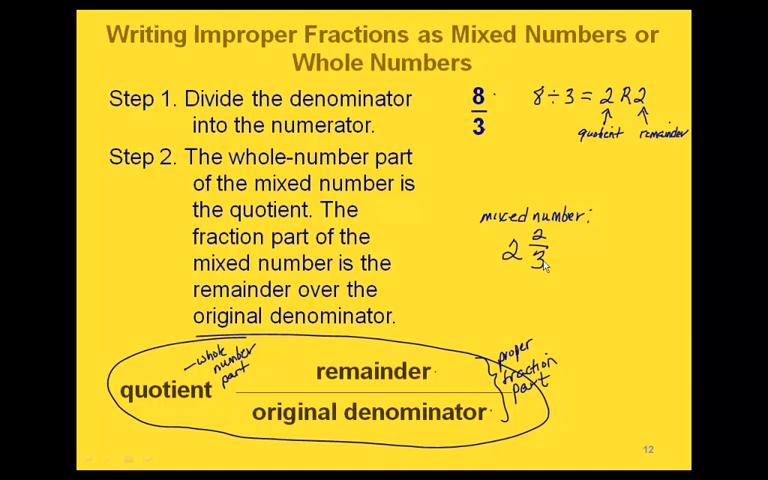 Writing Improper Fractions as Mixed Numbers or
Whole Numbers
Step 1. Divide the denominator
into the numerator.
8
3
8 ÷ 3 = 2 R2
quotient remainder
Step 2. The whole-number part
of the mixed number is
the quotient. The
fraction part of the
mixed number is the
remainder over the
original denominator.
mixed number:
2 2
3
whole
number
part
quotient
remainder
original denominator
proper
fraction
part
12